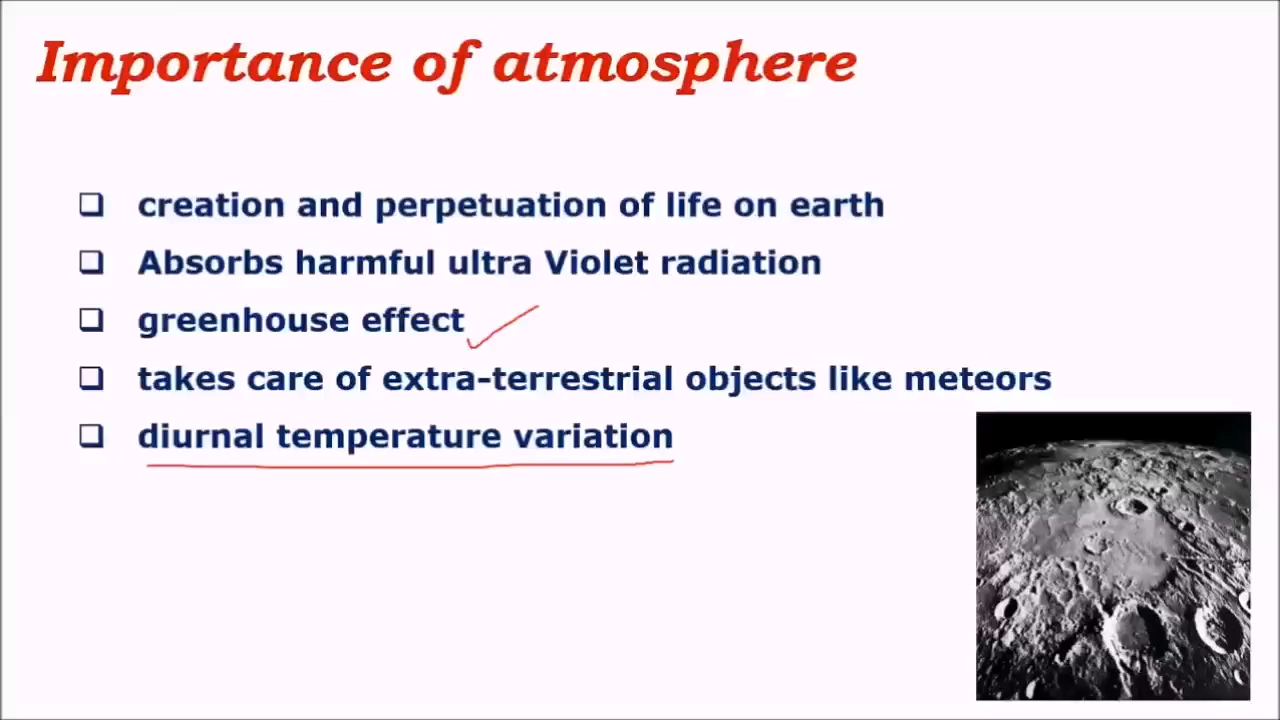 Importance of atmosphere
creation and perpetuation of life on earth
Absorbs harmful ultra Violet radiation
greenhouse effect
takes care of extra-terrestrial objects like meteors
diurnal temperature variation